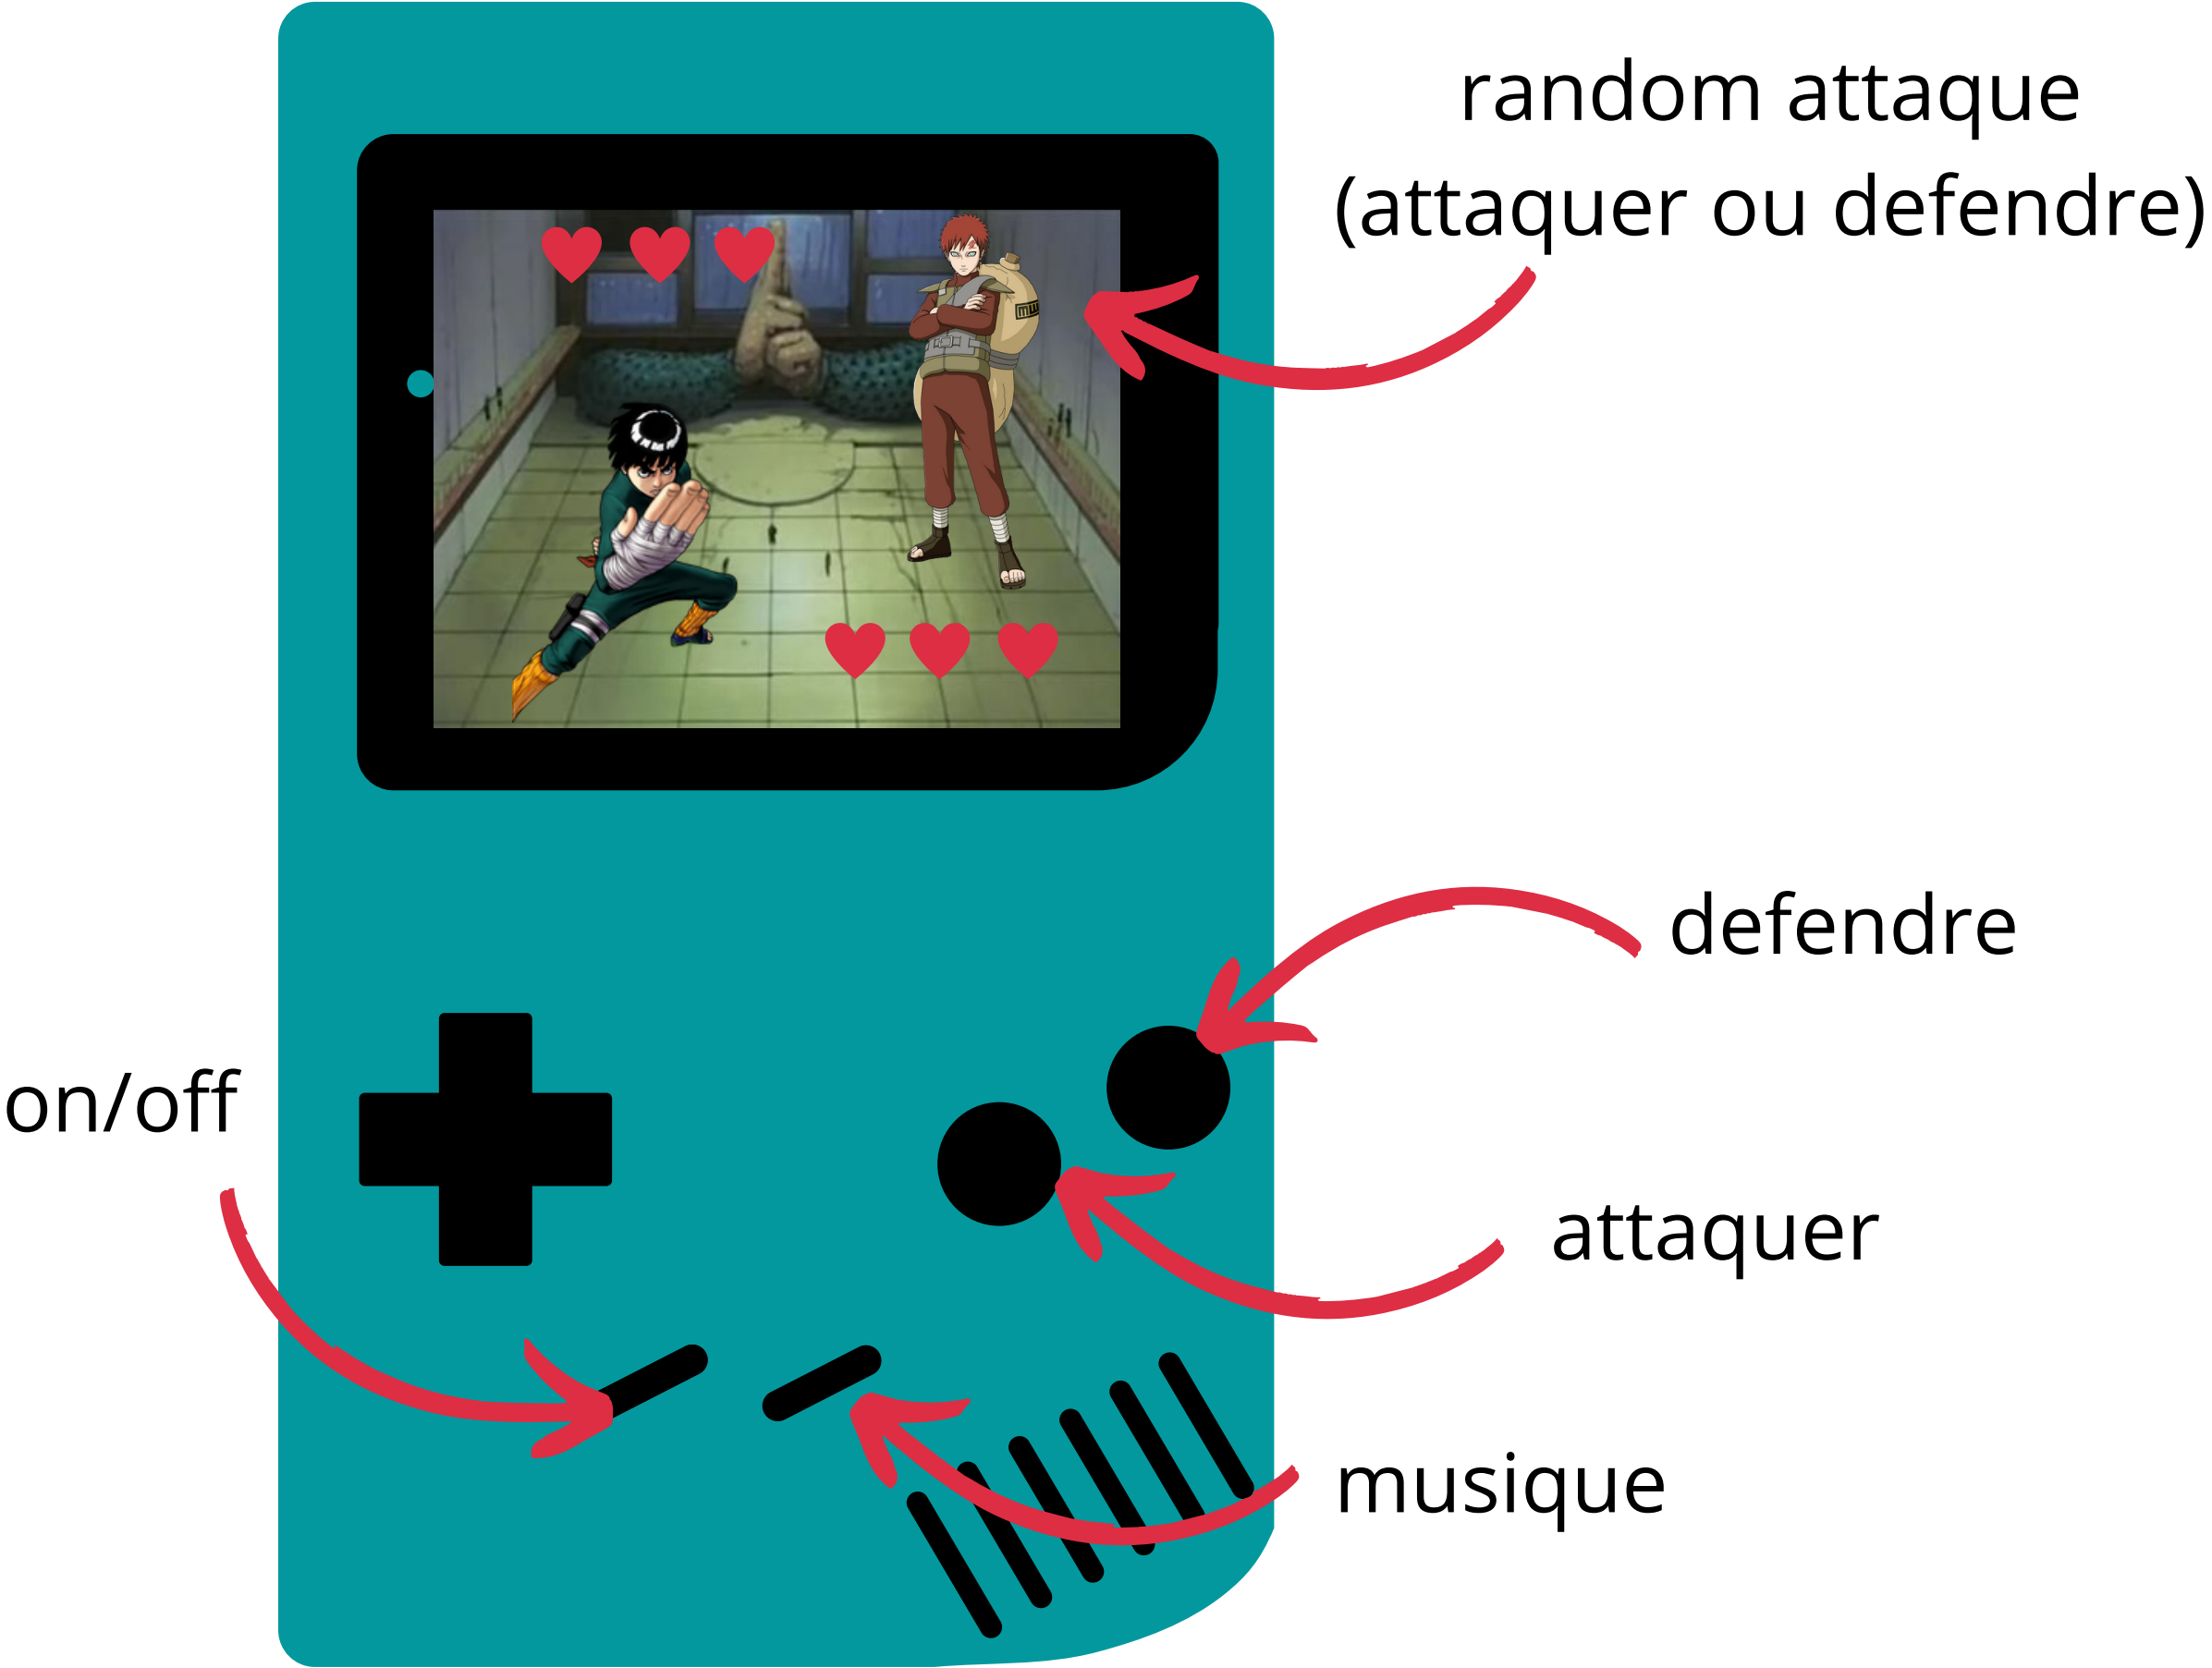 random attaque
(attaquer ou defendre)
defendre
on/off
attaquer
musique